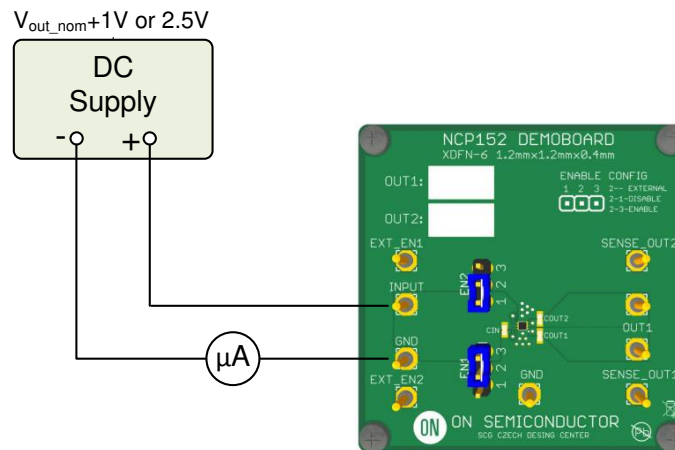 Vout_nom+1V or 2.5V
DC
Supply
- +
µA
NCP152 DEMOBOARD
XDFN-6 1.2mmx1.2mmx0.4mm
OUT1:
OUT2:
ENABLE CONFIG
1 2 3
2-- EXTERNAL
2-1-DISABLE
2-3-ENABLE
EXT_EN1
SENSE_OUT2
INPUT
EN2
1 2 3
CIN
COUT2
COUT1
OUT1
GND
EN1
1 2 3
EXT_EN2
GND
SENSE_OUT1
ON
ON SEMICONDUCTOR
SCG CZECH DESING CENTER
Pb